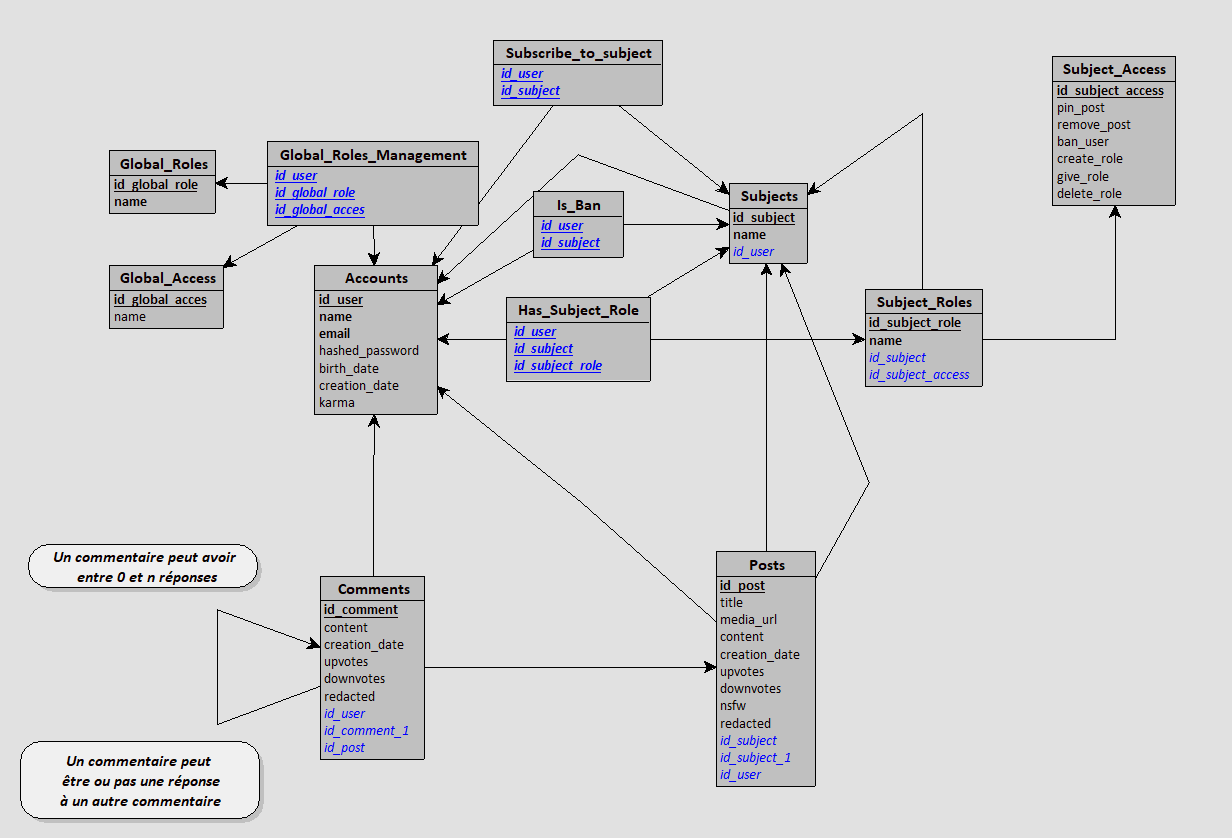 Subscribe_to_subject
id_user
id_subject
Subject_Access
id_subject_access
pin_post
remove_post
ban_user
create_role
give_role
delete_role
Global_Roles
id_global_role
name
Global_Roles_Management
id_user
id_global_role
id_global_acces
Is_Ban
id_user
id_subject
Subjects
id_subject
name
id_user
Global_Access
id_global_acces
name
Accounts
id_user
name
email
hashed_password
birth_date
creation_date
karma
Has_Subject_Role
id_user
id_subject
id_subject_role
Subject_Roles
id_subject_role
name
id_subject
id_subject_access
Un commentaire peut avoir
entre 0 et n réponses
Comments
id_comment
content
creation_date
upvotes
downvotes
redacted
id_user
id_comment_1
id_post
Posts
id_post
title
media_url
content
creation_date
upvotes
downvotes
nsfw
redacted
id_subject
id_subject_1
id_user
Un commentaire peut
être ou pas une réponse
à un autre commentaire